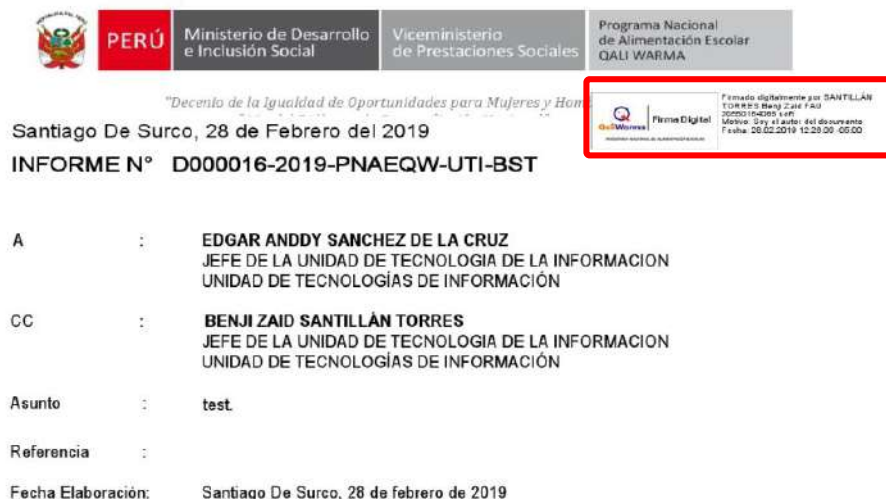 PERÚ
Ministerio de Desarrollo
e Inclusión Social
Viceministerio
de Prestaciones Sociales
Programa Nacional
de Alimentación Escolar
QALI WARMA
"Decenio de la Igualdad de Oportunidades para Mujeres y Hom
QaliWarma
Firma Digital
Firmado digitalmente por SANTILLÁN
TORRES Benji Zaid FAU
soft
Motivo: Soy el autor del documento
Fecha: 28.02.2019 12:28:00 -05:00
Santiago De Surco, 28 de Febrero del 2019
INFORME N° D000016-2019-PNAEQW-UTI-BST
A : EDGAR ANDDY SANCHEZ DE LA CRUZ
JEFE DE LA UNIDAD DE TECNOLOGIA DE LA INFORMACION
UNIDAD DE TECNOLOGÍAS DE INFORMACIÓN
CC : BENJI ZAID SANTILLÁN TORRES
JEFE DE LA UNIDAD DE TECNOLOGIA DE LA INFORMACION
UNIDAD DE TECNOLOGÍAS DE INFORMACIÓN
Asunto : test.
Referencia :
Fecha Elaboración: Santiago De Surco, 28 de febrero de 2019